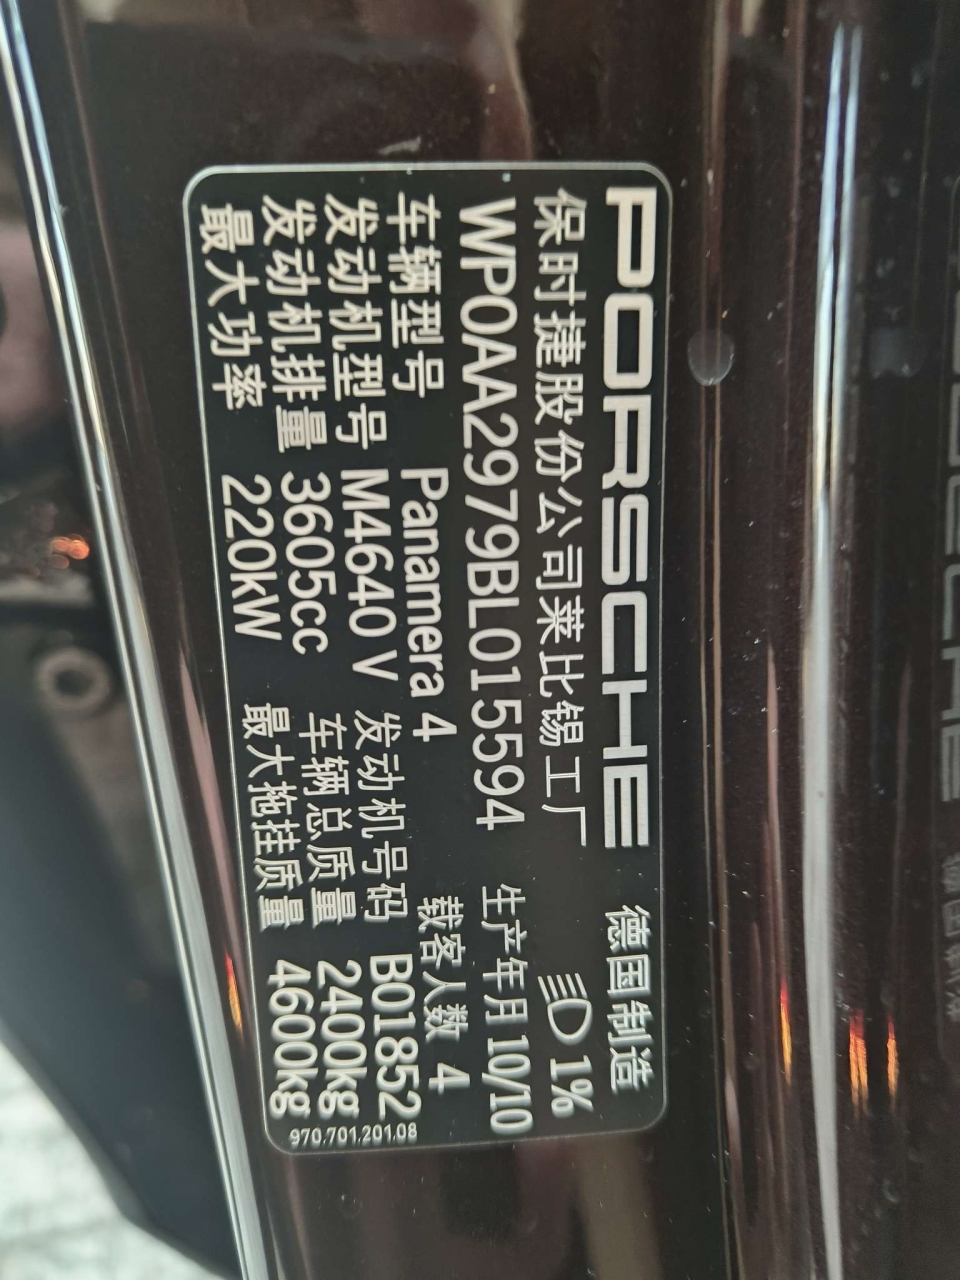 PORSCHE 德国制造
保时捷股份公司莱比锡工厂 1%
WP0AA2979BL015594 生产年月 10/10
车辆型号 Panamera 4 载客人数 4
发动机型号 M4640 V 发动机号码 B01852
发动机排量 3605cc 车辆总质量 2400kg
最大功率 220kW 最大拖挂质量 4600kg
970.701.201.08